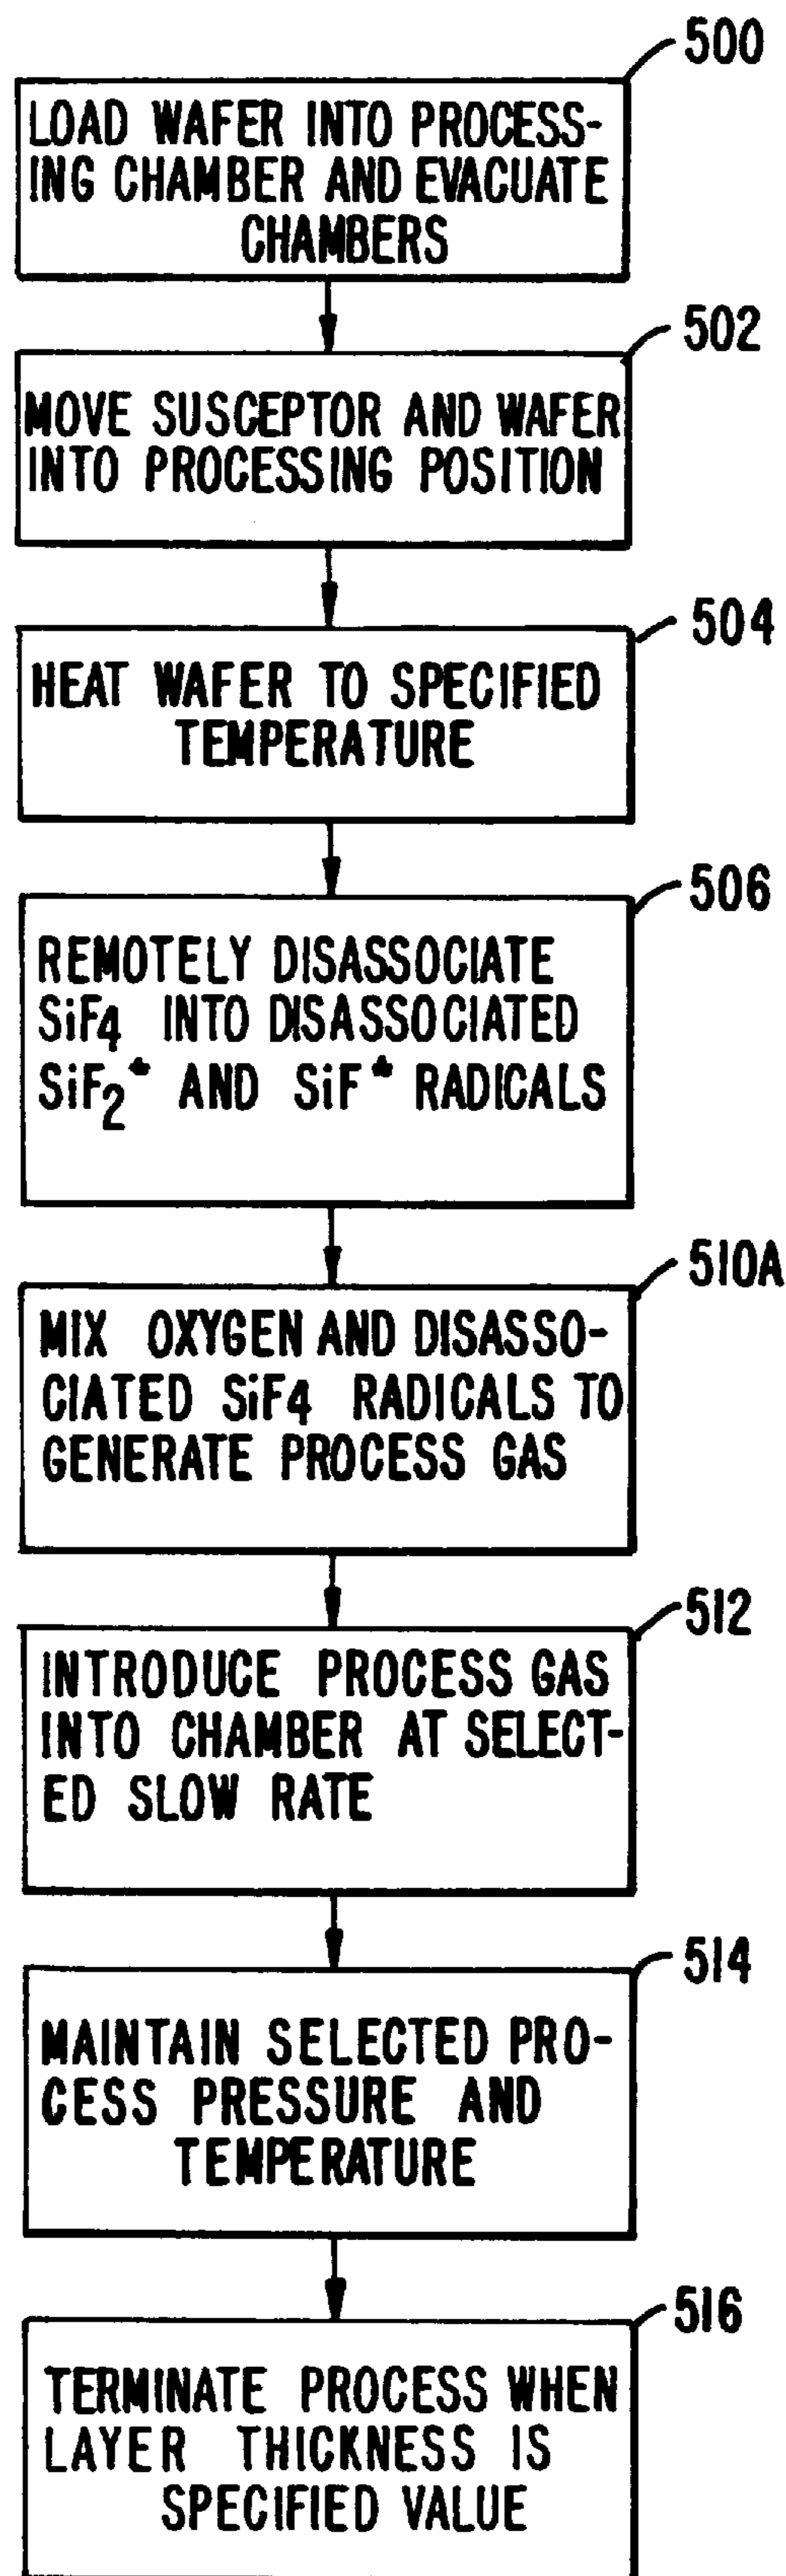 500
LOAD WAFER INTO PROCESS-
ING CHAMBER AND EVACUATE
CHAMBERS
502
MOVE SUSCEPTOR AND WAFER
INTO PROCESSING POSITION
504
HEAT WAFER TO SPECIFIED
TEMPERATURE
506
REMOTELY DISASSOCIATE
SiF4 INTO DISASSOCIATED
SiF2* AND SiF* RADICALS
510A
MIX OXYGEN AND DISASSO-
CIATED SiF4 RADICALS TO
GENERATE PROCESS GAS
512
INTRODUCE PROCESS GAS
INTO CHAMBER AT SELECT-
ED SLOW RATE
514
MAINTAIN SELECTED PRO-
CESS PRESSURE AND
TEMPERATURE
516
TERMINATE PROCESS WHEN
LAYER THICKNESS IS
SPECIFIED VALUE